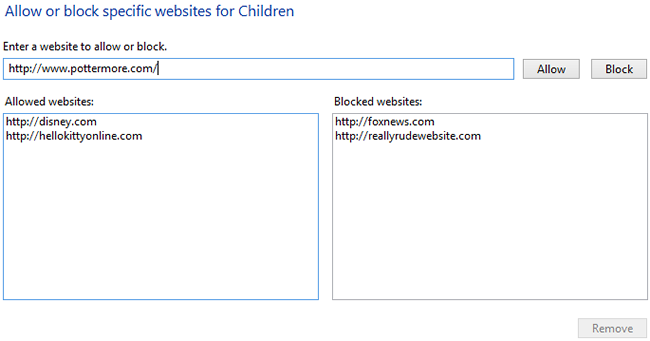 Allow or block specific websites for Children
Enter a website to allow or block.
http://www.pottermore.com/
Allow
Block
Allowed websites:
http://disney.com
http://hellokittyonline.com
Blocked websites:
http://foxnews.com
http://reallyrudewebsite.com
Remove